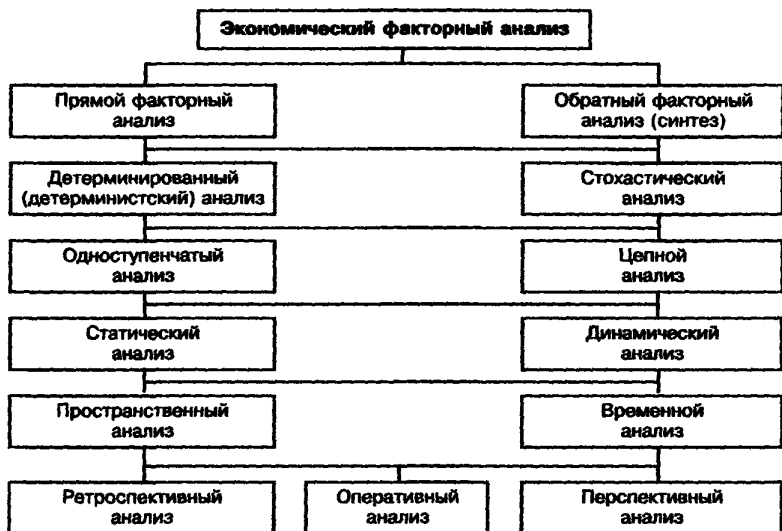 Экономический факторный анализ
Прямой факторный
анализ
Обратный факторный
анализ (синтез)
Детерминированный
(детерминистский) анализ
Стохастический
анализ
Одноступенчатый
анализ
Цепной
анализ
Статический
анализ
Динамический
анализ
Пространственный
анализ
Временной
анализ
Ретроспективный
анализ
Оперативный
анализ
Перспективный
анализ